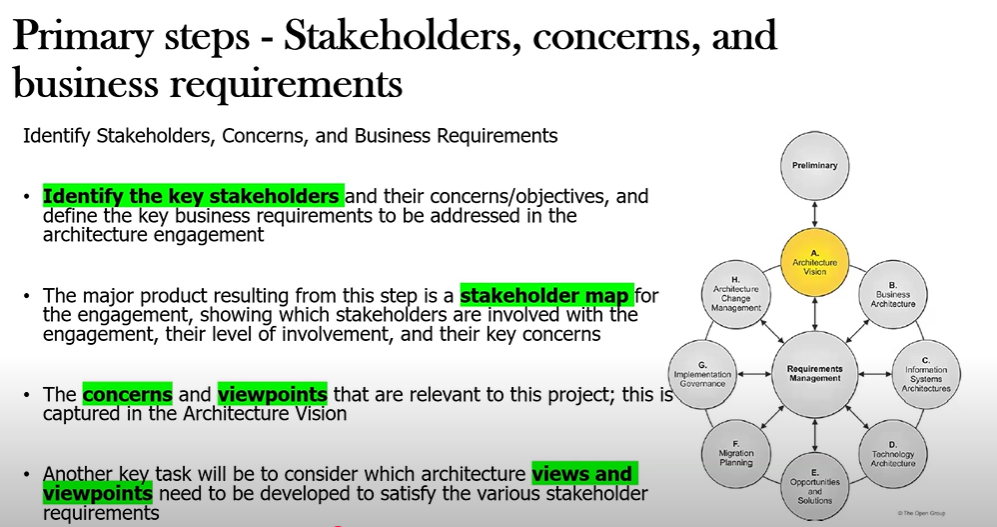 Primary steps - Stakeholders, concerns, and
business requirements
Identify Stakeholders, Concerns, and Business Requirements
• Identify the key stakeholders and their concerns/objectives, and
define the key business requirements to be addressed in the
architecture engagement
• The major product resulting from this step is a stakeholder map for
the engagement, showing which stakeholders are involved with the
engagement, their level of involvement, and their key concerns
• The concerns and viewpoints that are relevant to this project; this is
captured in the Architecture Vision
• Another key task will be to consider which architecture views and
viewpoints need to be developed to satisfy the various stakeholder
requirements
Preliminary
A.
Architecture
Vision
B.
Business
Architecture
C.
Information
Systems
Architectures
D.
Technology
Architecture
E.
Opportunities
and
Solutions
F.
Migration
Planning
G.
Implementation
Governance
H.
Architecture
Change
Management
Requirements
Management
© The Open Group